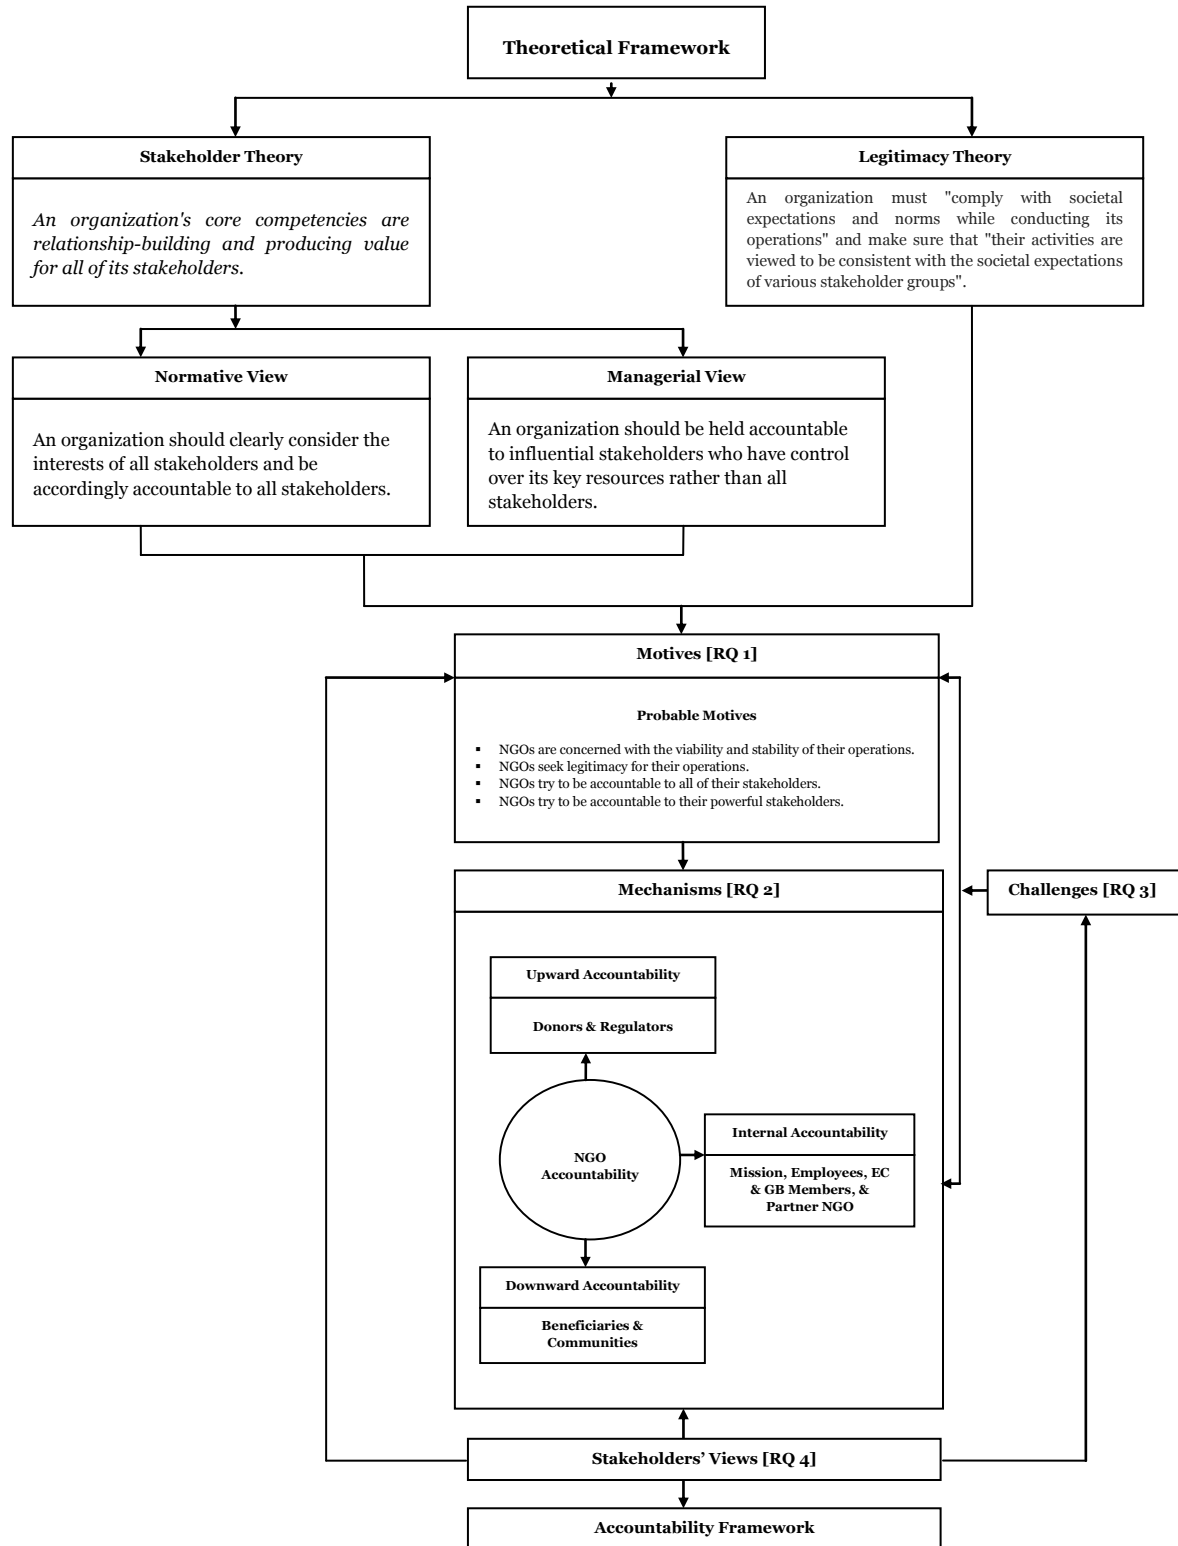 Theoretical Framework
Stakeholder Theory
An organization's core competencies are
relationship-building and producing value
for all of its stakeholders.
Legitimacy Theory
An organization must "comply with societal
expectations and norms while conducting its
operations" and make sure that "their activities are
viewed to be consistent with the societal expectations
of various stakeholder groups".
Normative View
An organization should clearly consider the
interests of all stakeholders and be
accordingly accountable to all stakeholders.
Managerial View
An organization should be held accountable
to influential stakeholders who have control
over its key resources rather than all
stakeholders.
Motives [RQ 1]
Probable Motives
▪ NGOs are concerned with the viability and stability of their operations.
▪ NGOs seek legitimacy for their operations.
▪ NGOs try to be accountable to all of their stakeholders.
▪ NGOs try to be accountable to their powerful stakeholders.
Mechanisms [RQ 2]
Challenges [RQ 3]
Upward Accountability
Donors & Regulators
NGO
Accountability
Internal Accountability
Mission, Employees, EC
& GB Members, &
Partner NGO
Downward Accountability
Beneficiaries &
Communities
Stakeholders’ Views [RQ 4]
Accountability Framework